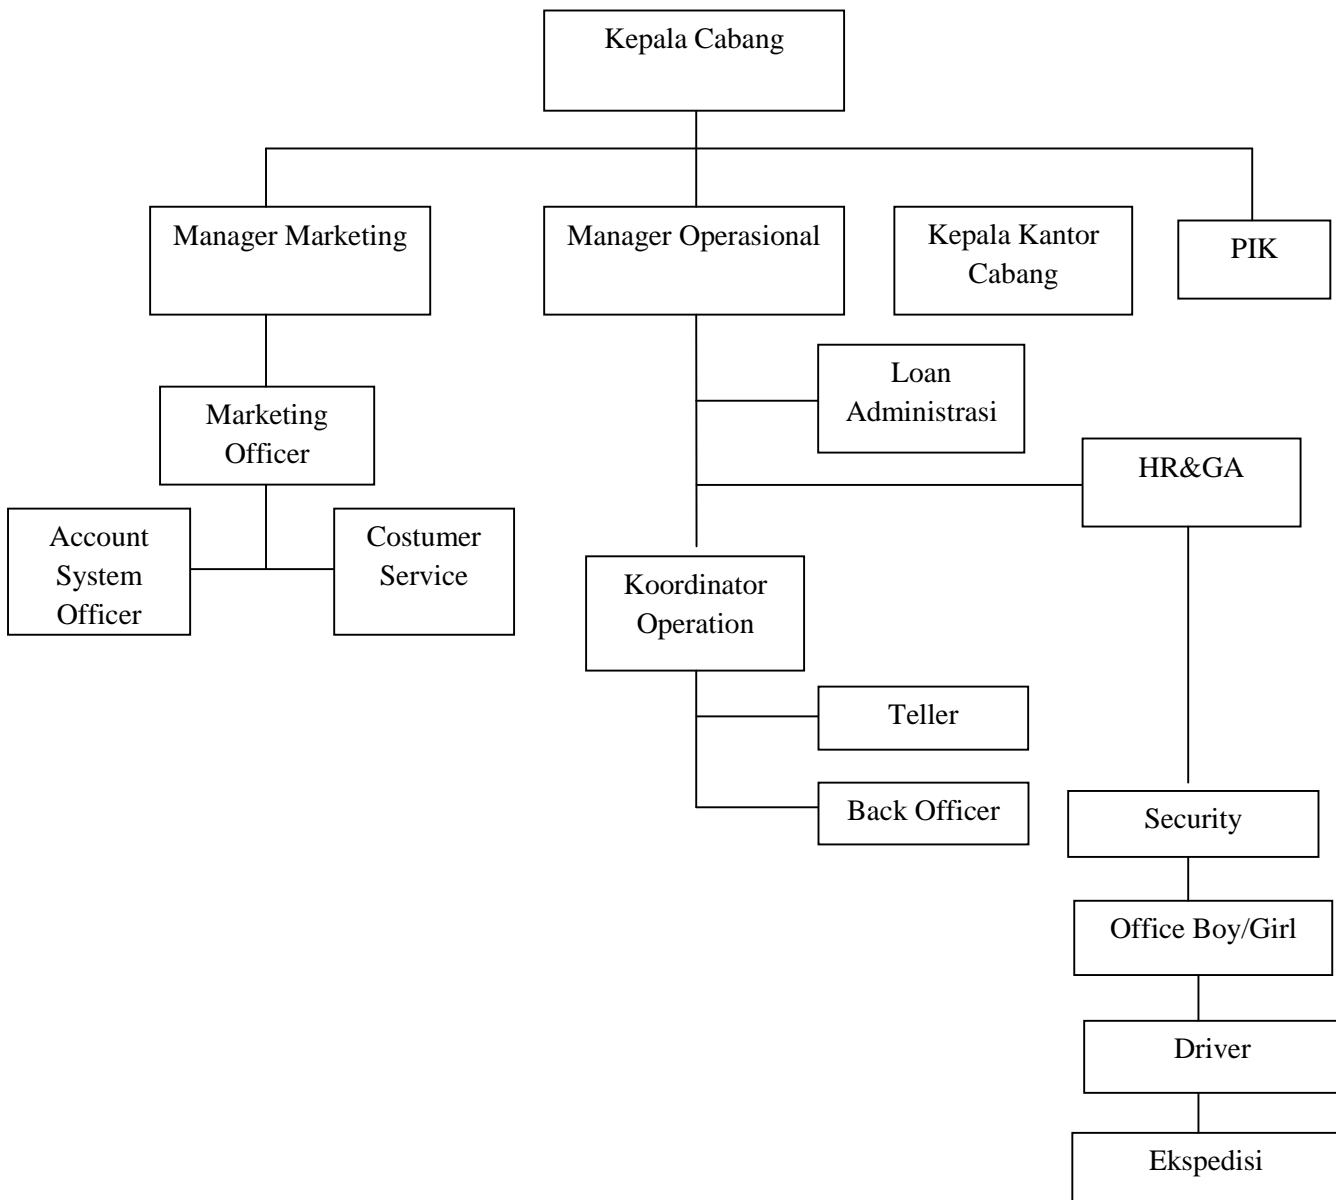 Kepala Cabang
Manager Marketing
Manager Operasional
Kepala Kantor
Cabang
PIK
Loan
Administrasi
Marketing
Officer
HR&GA
Account
System
Officer
Costumer
Service
Koordinator
Operation
Teller
Back Officer
Security
Office Boy/Girl
Driver
Ekspedisi